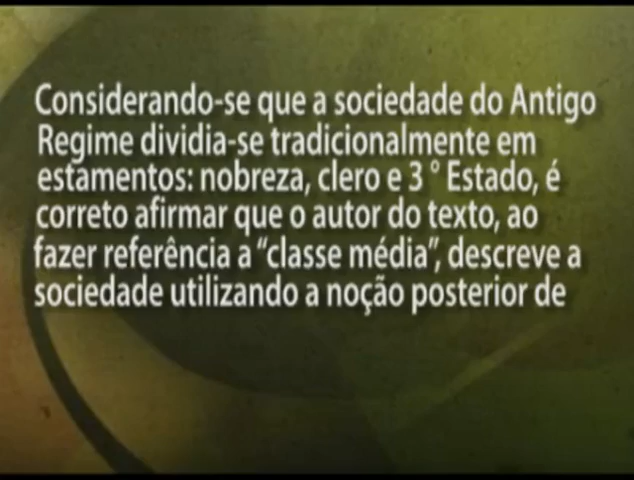 Considerando-se que a sociedade do Antigo
Regime dividia-se tradicionalmente em
estamentos: nobreza, clero e 3 ° Estado, é
correto afirmar que o autor do texto, ao
fazer referência a “classe média”, descreve a
sociedade utilizando a noção posterior de